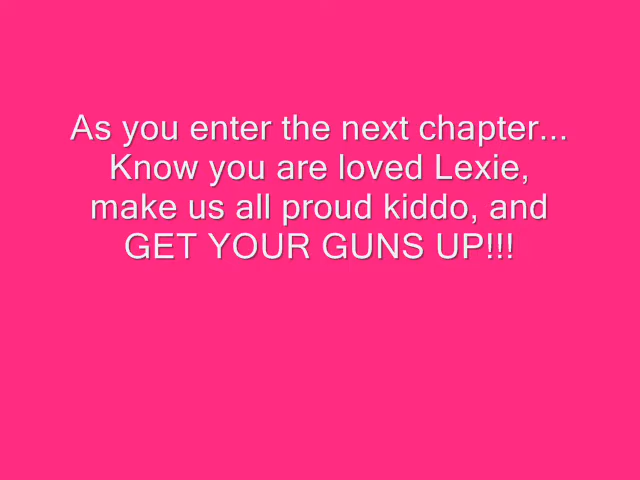 As you enter the next chapter...
Know you are loved Lexie,
make us all proud kiddo, and
GET YOUR GUNS UP!!!